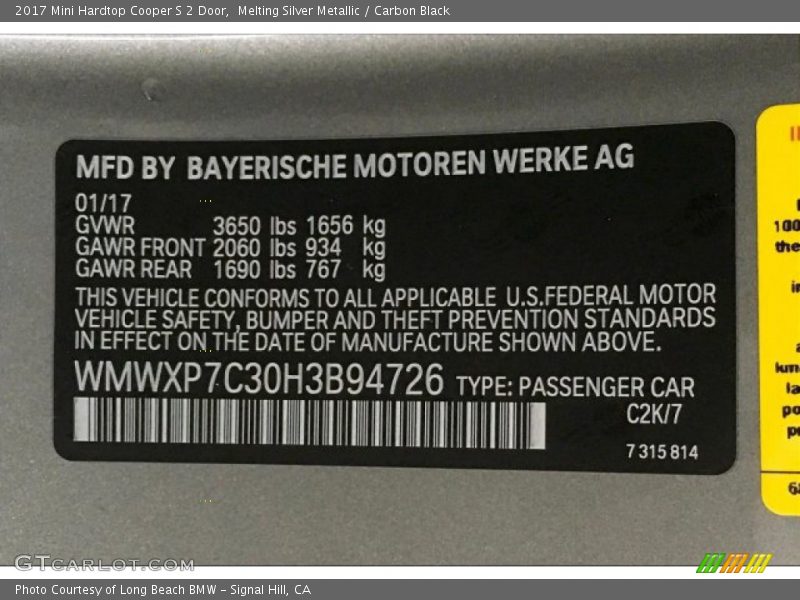 2017 Mini Hardtop Cooper S 2 Door,  Melting Silver Metallic / Carbon Black
MFD BY BAYERISCHE MOTOREN WERKE AG
01/17
GVWR 3650 lbs 1656 kg
GAWR FRONT 2060 lbs 934 kg
GAWR REAR 1690 lbs 767 kg
THIS VEHICLE CONFORMS TO ALL APPLICABLE U.S.FEDERAL MOTOR
VEHICLE SAFETY, BUMPER AND THEFT PREVENTION STANDARDS
IN EFFECT ON THE DATE OF MANUFACTURE SHOWN ABOVE.
WMWXP7C30H3B94726 TYPE: PASSENGER CAR
C2K/7
7 315 814
100
the
in
GTCARLOT.COM
Photo Courtesy of Long Beach BMW - Signal Hill, CA